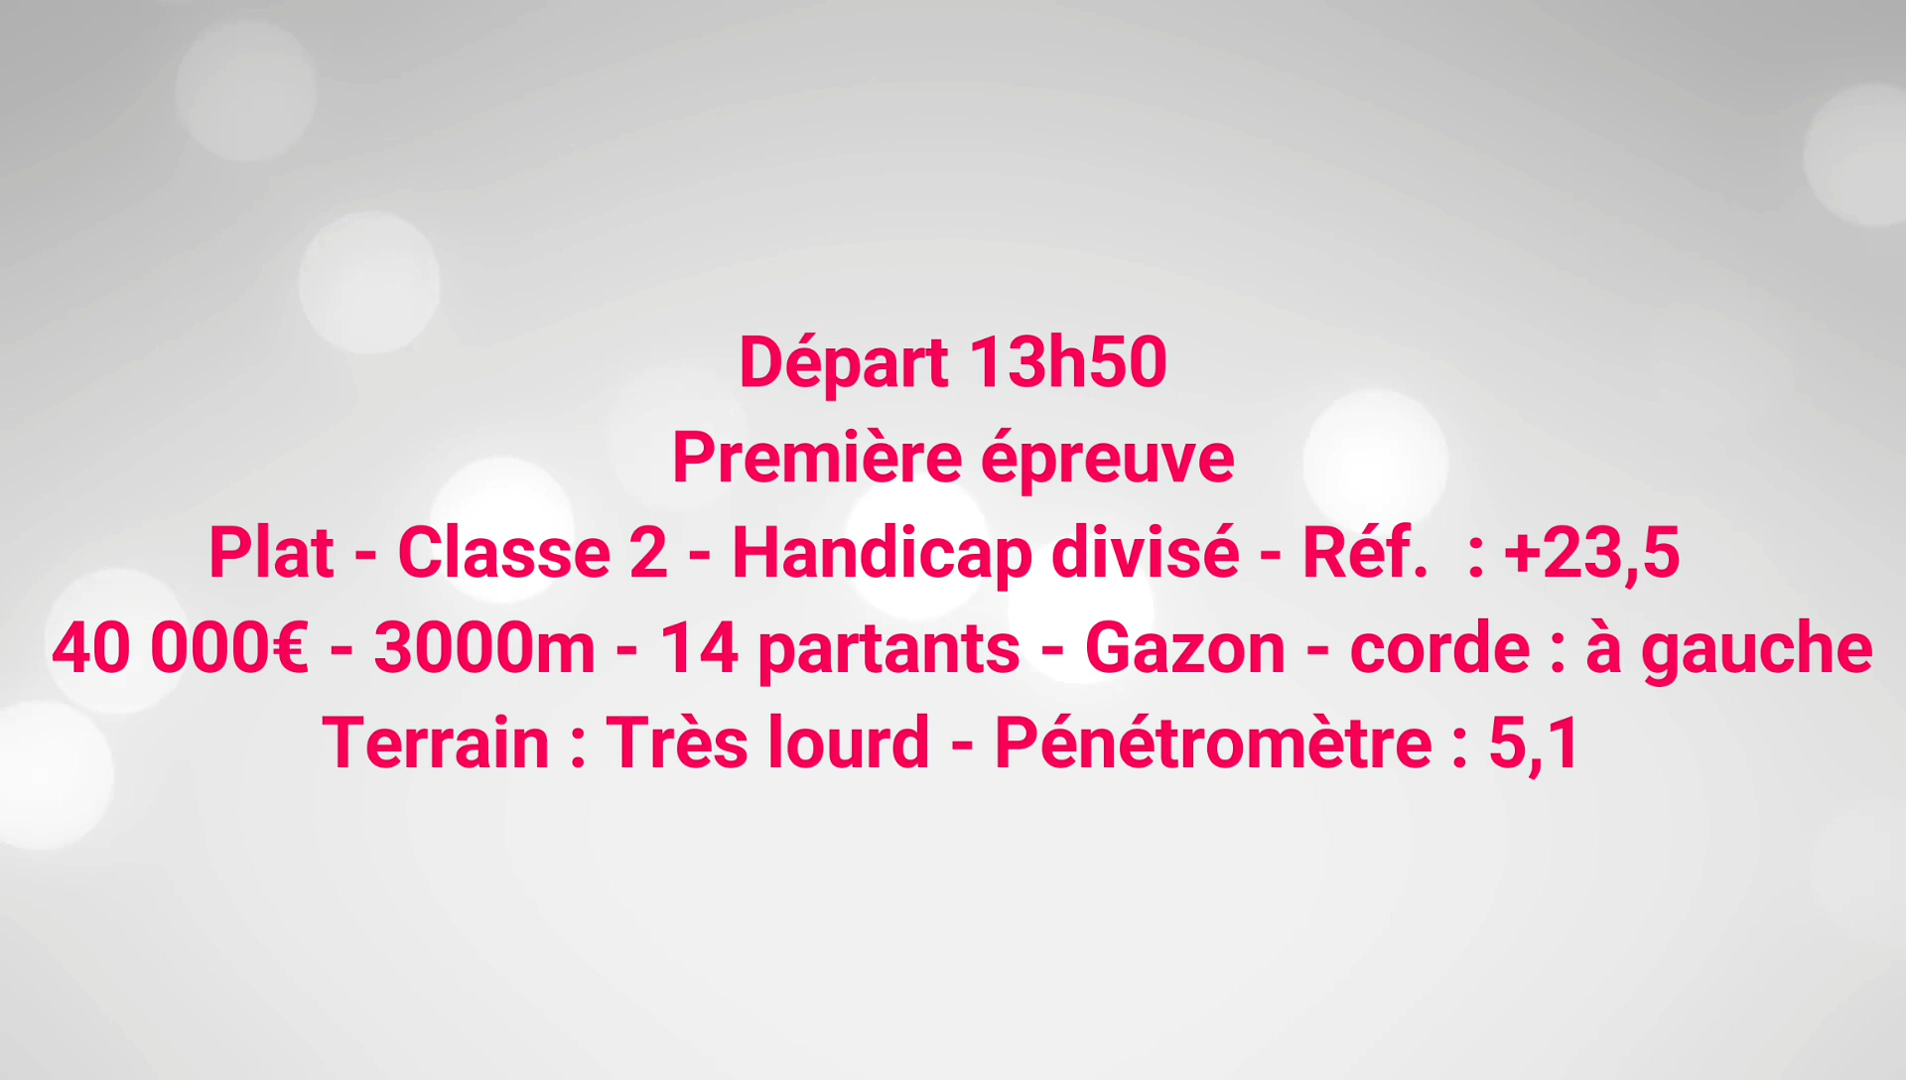 Départ 13h50
Première épreuve
Plat - Classe 2 - Handicap divisé - Réf.  : +23,5
40 000€ - 3000m - 14 partants - Gazon - corde : à gauche
Terrain : Très lourd - Pénétromètre : 5,1